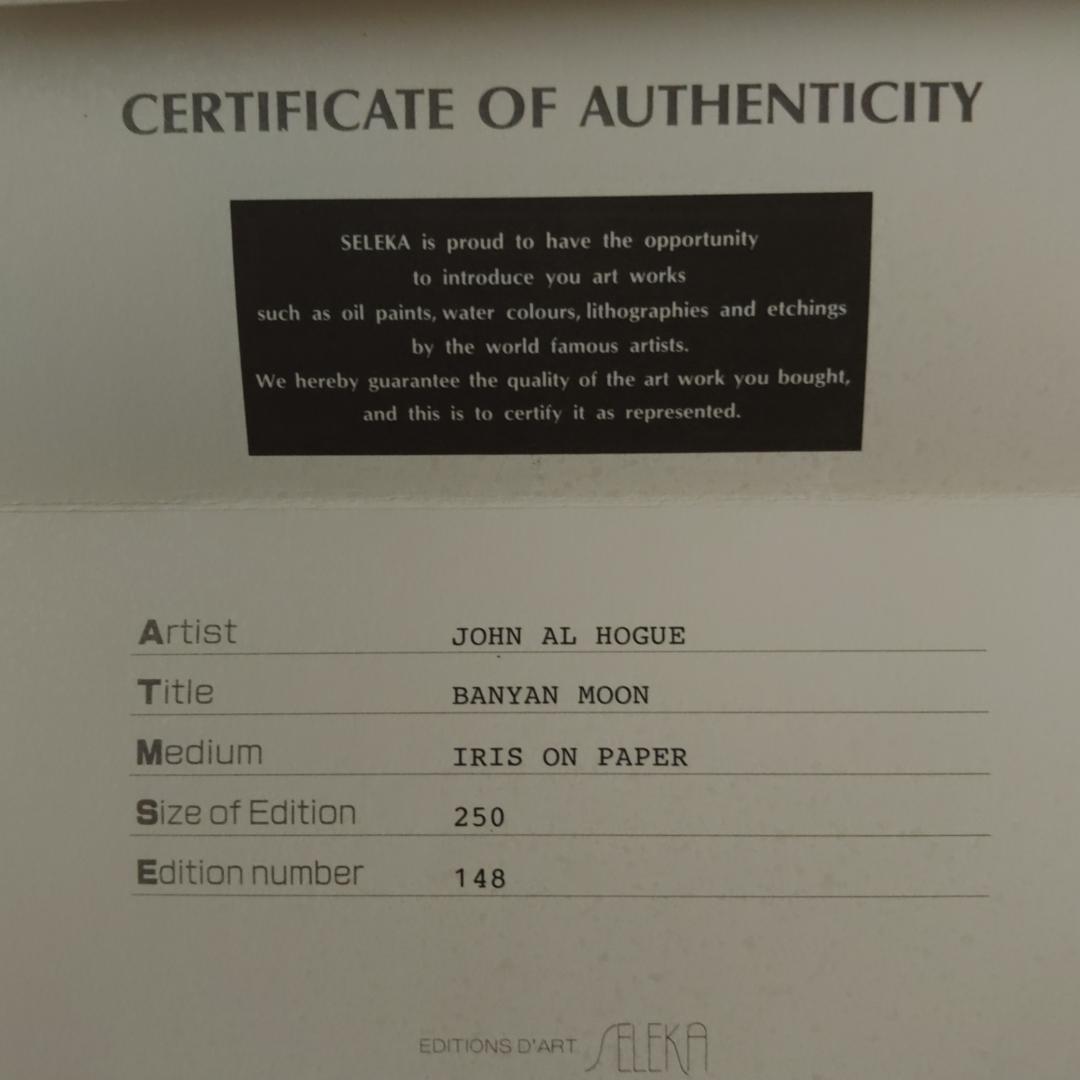 CERTIFICATE OF AUTHENTICITY
SELEKA is proud to have the opportunity
to introduce you art works
such as oil paints, water colours, lithographies and etchings
by the world famous artists.
We hereby guarantee the quality of the art work you bought,
and this is to certify it as represented.
Artist JOHN AL HOGUE
Title BANYAN MOON
Medium IRIS ON PAPER
Size of Edition 250
Edition number 148
EDITIONS D'ART SELEKA